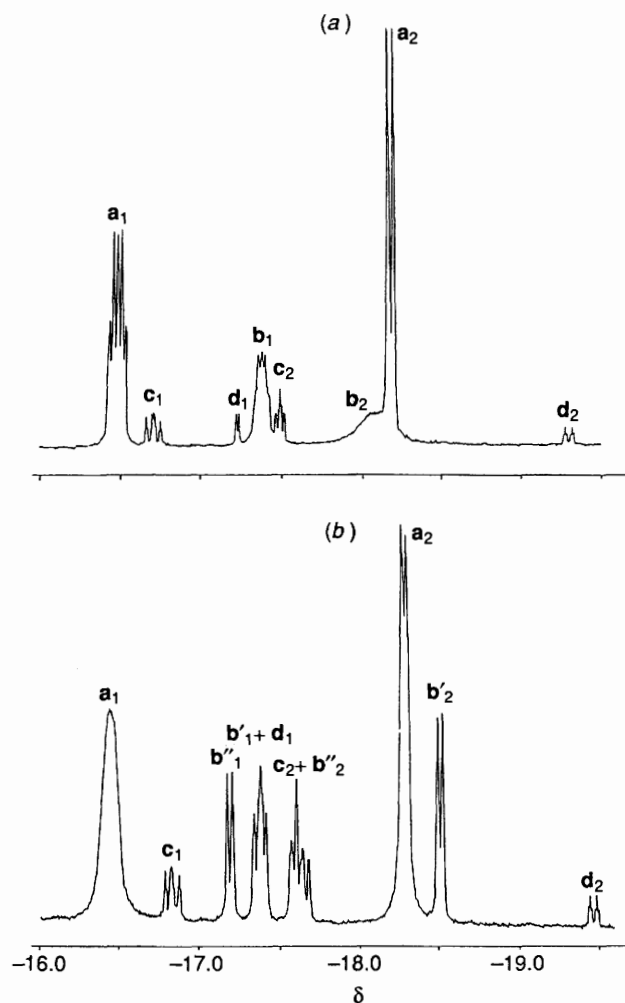 (a)
a₂
a₁
b₁
c₂
c₁
d₁
b₂
d₂
(b)
a₂
a₁
b′₂
b′₁ + d₁
b″₁
c₂ + b″₂
c₁
d₂
−16.0 −17.0 −18.0 −19.0
δ